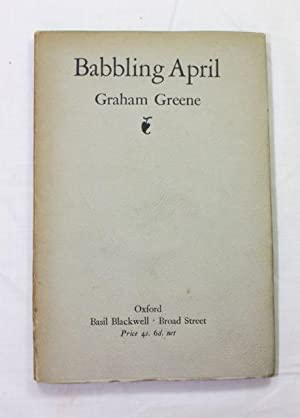 Babbling April
Graham Greene
Oxford
Basil Blackwell · Broad Street
Price 4s. 6d. net